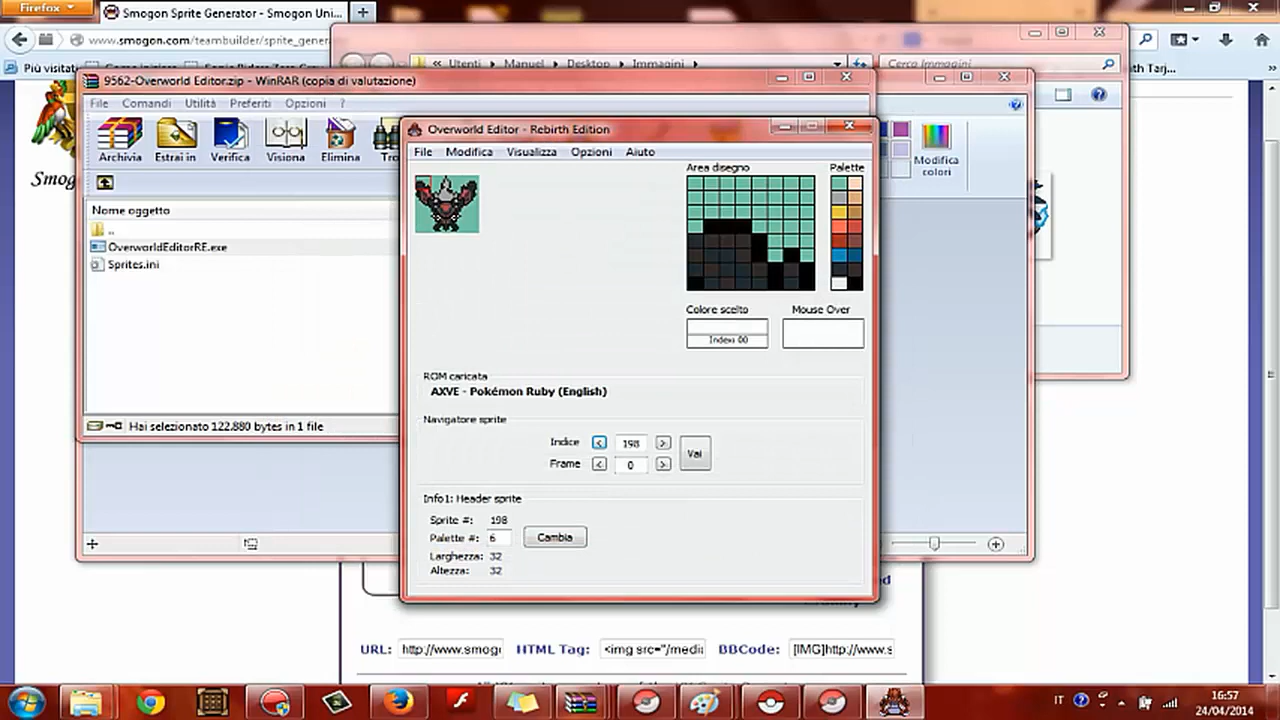 Firefox
Smogon Sprite Generator - Smogon Uni...
www.smogon.com/teambuilder/sprite_gener
Più visitati
Utenti Manuel Desktop Immagini
Cerca Immagini
9562-Overworld Editor.zip - WinRAR (copia di valutazione)
File Comandi Utilità Preferiti Opzioni ?
Archivia Estrai in Verifica Visiona Elimina
Modifica colori
Nome oggetto
..
OverworldEditorRE.exe
Sprites.ini
Hai selezionato 122.880 bytes in 1 file
Overworld Editor - Rebirth Edition
File Modifica Visualizza Opzioni Aiuto
Area disegno Palette
Colore scelto Mouse Over
Index: 00
ROM caricata
AXVE - Pokémon Ruby (English)
Navigatore sprite
Indice < 198 > Vai
Frame < 0 >
Info1: Header sprite
Sprite #: 198
Palette #: 6 Cambia
Larghezza: 32
Altezza: 32
URL: http://www.smogo HTML Tag: <img src="/media BBCode: [IMG]http://www.s
IT
16:57
24/04/2014